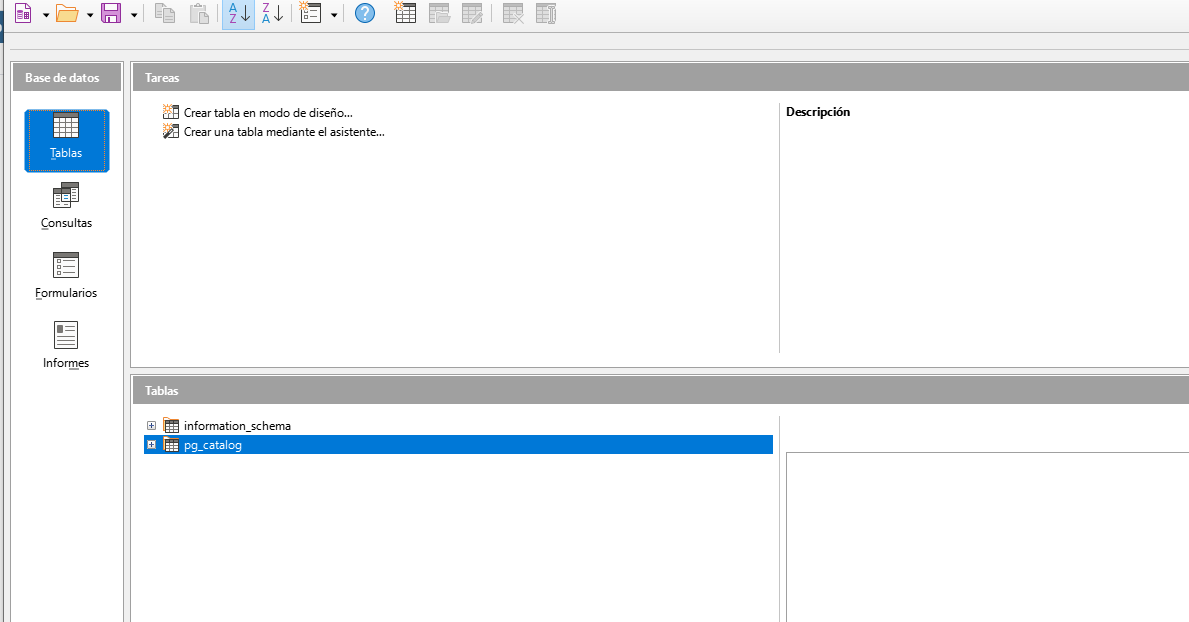 Base de datos
Tablas
Consultas
Formularios
Informes
Tareas
Crear tabla en modo de diseño...
Crear una tabla mediante el asistente...
Descripción
Tablas
information_schema
pg_catalog